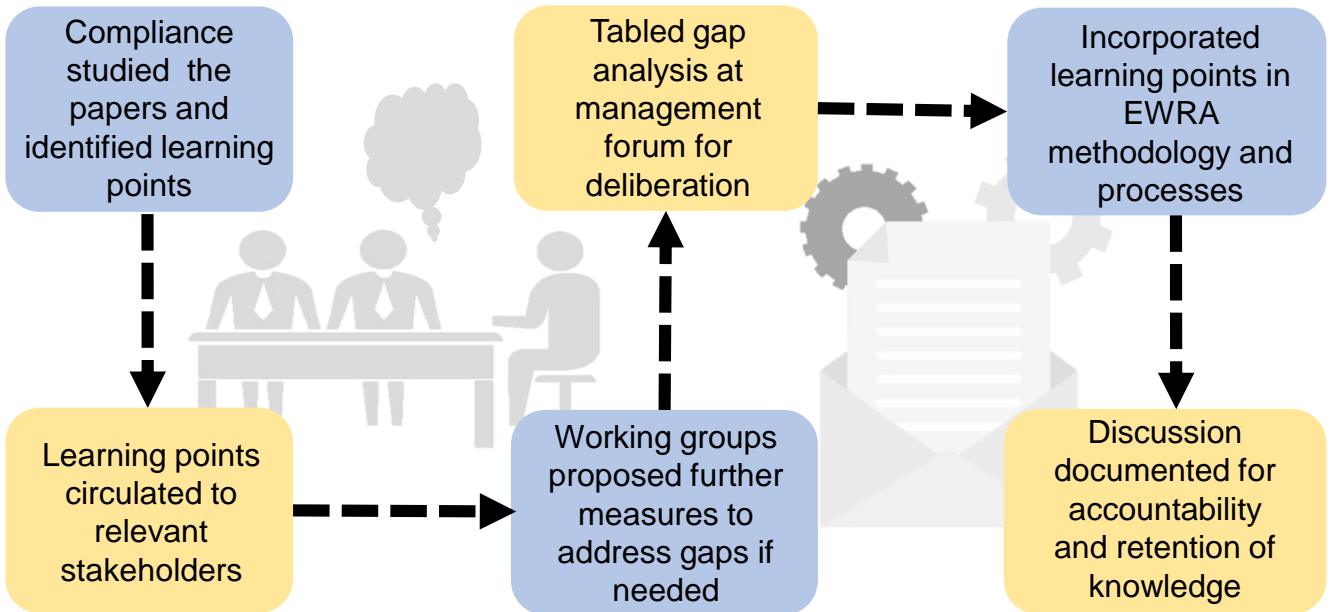 Compliance
studied the
papers and
identified learning
points
Learning points
circulated to
relevant
stakeholders
Working groups
proposed further
measures to
address gaps if
needed
Tabled gap
analysis at
management
forum for
deliberation
Incorporated
learning points in
EWRA
methodology and
processes
Discussion
documented for
accountability
and retention of
knowledge